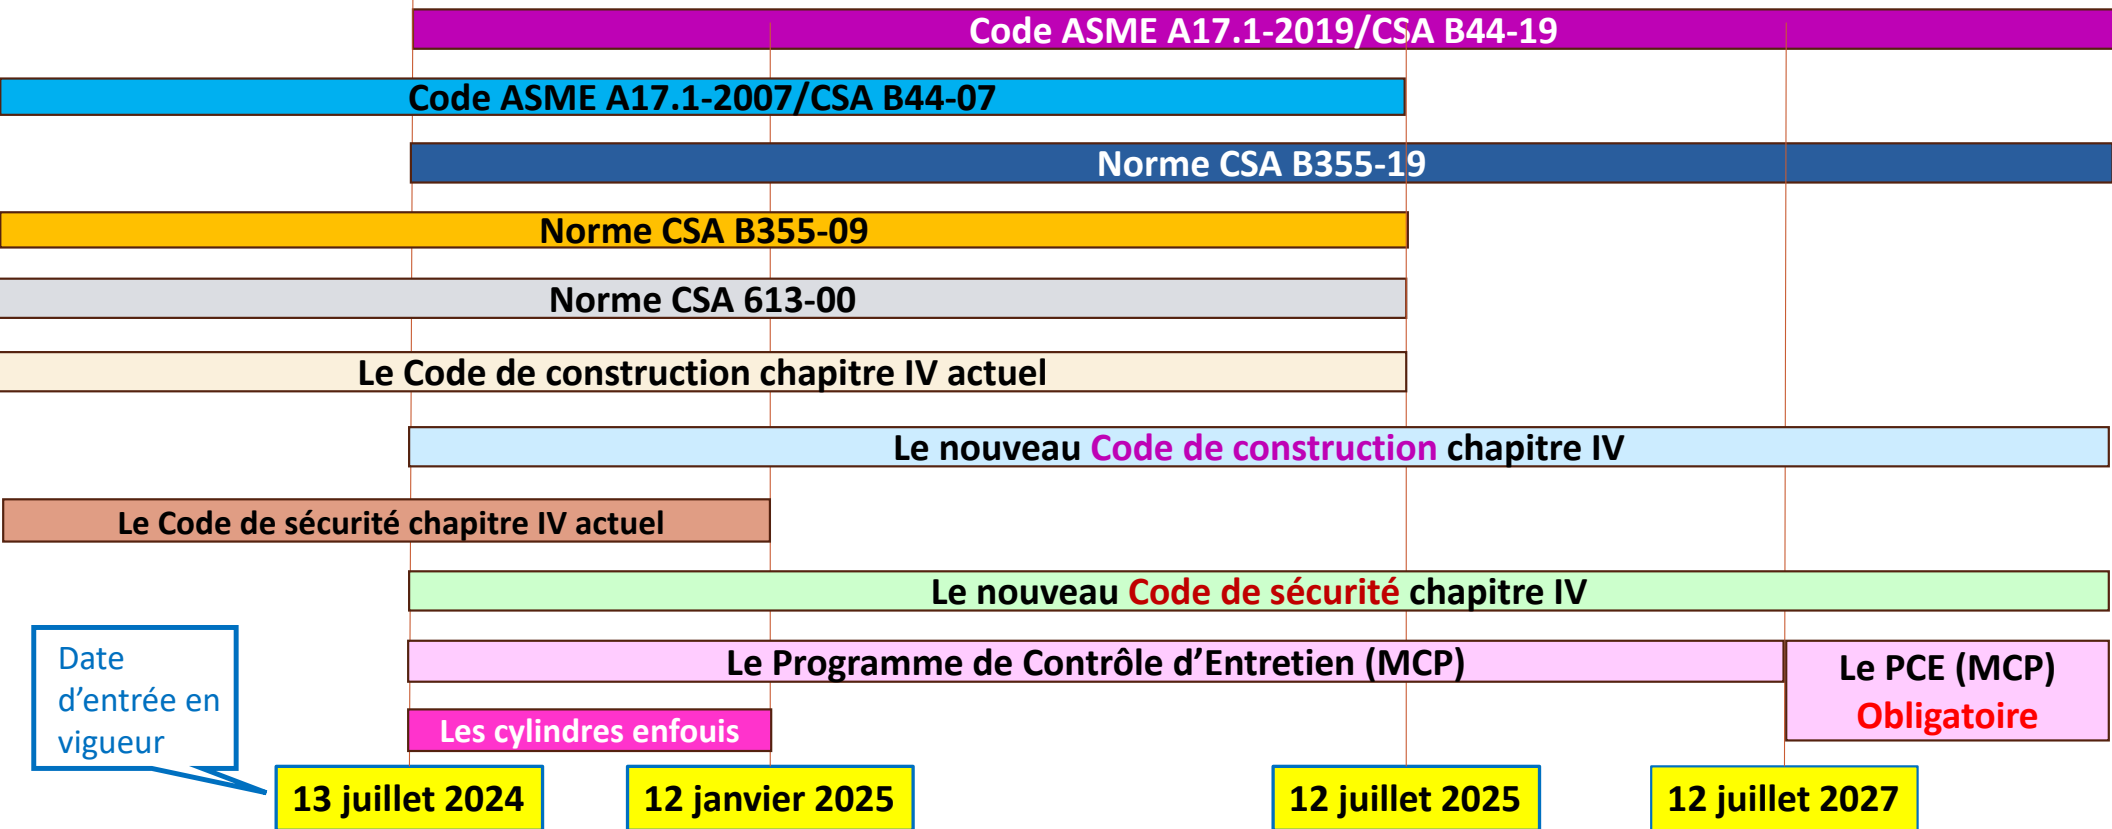 Code ASME A17.1-2019/CSA B44-19
Code ASME A17.1-2007/CSA B44-07
Norme CSA B355-19
Norme CSA B355-09
Norme CSA 613-00
Le Code de construction chapitre IV actuel
Le nouveau Code de construction chapitre IV
Le Code de sécurité chapitre IV actuel
Le nouveau Code de sécurité chapitre IV
Le Programme de Contrôle d’Entretien (MCP)
Le PCE (MCP)
Obligatoire
Les cylindres enfouis
Date
d’entrée en
vigueur
13 juillet 2024
12 janvier 2025
12 juillet 2025
12 juillet 2027